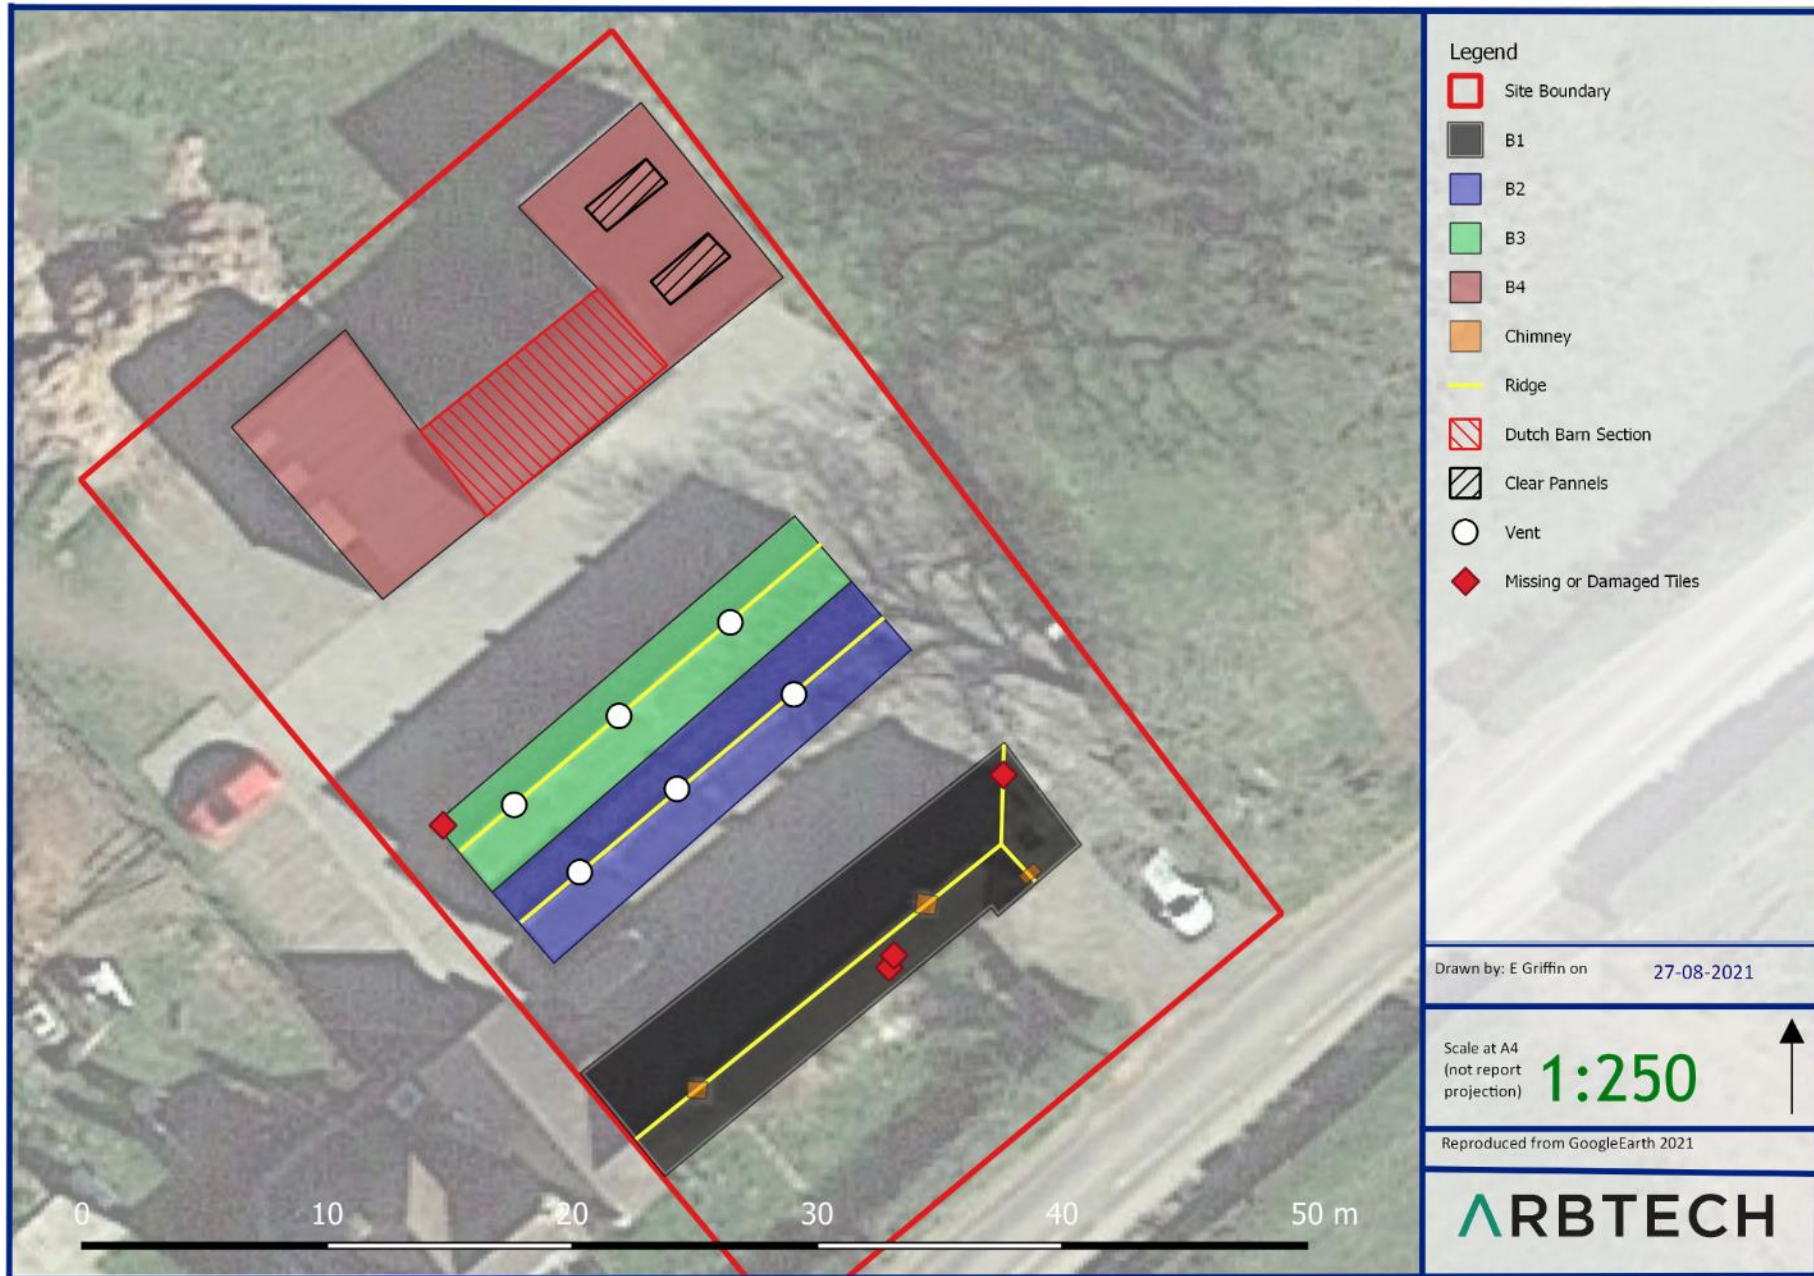 Legend
Site Boundary
B1
B2
B3
B4
Chimney
Ridge
Dutch Barn Section
Clear Pannels
Vent
Missing or Damaged Tiles
Drawn by: E Griffin on 27-08-2021
Scale at A4
(not report
projection)
1:250
Reproduced from GoogleEarth 2021
ARBTECH
0 10 20 30 40 50 m